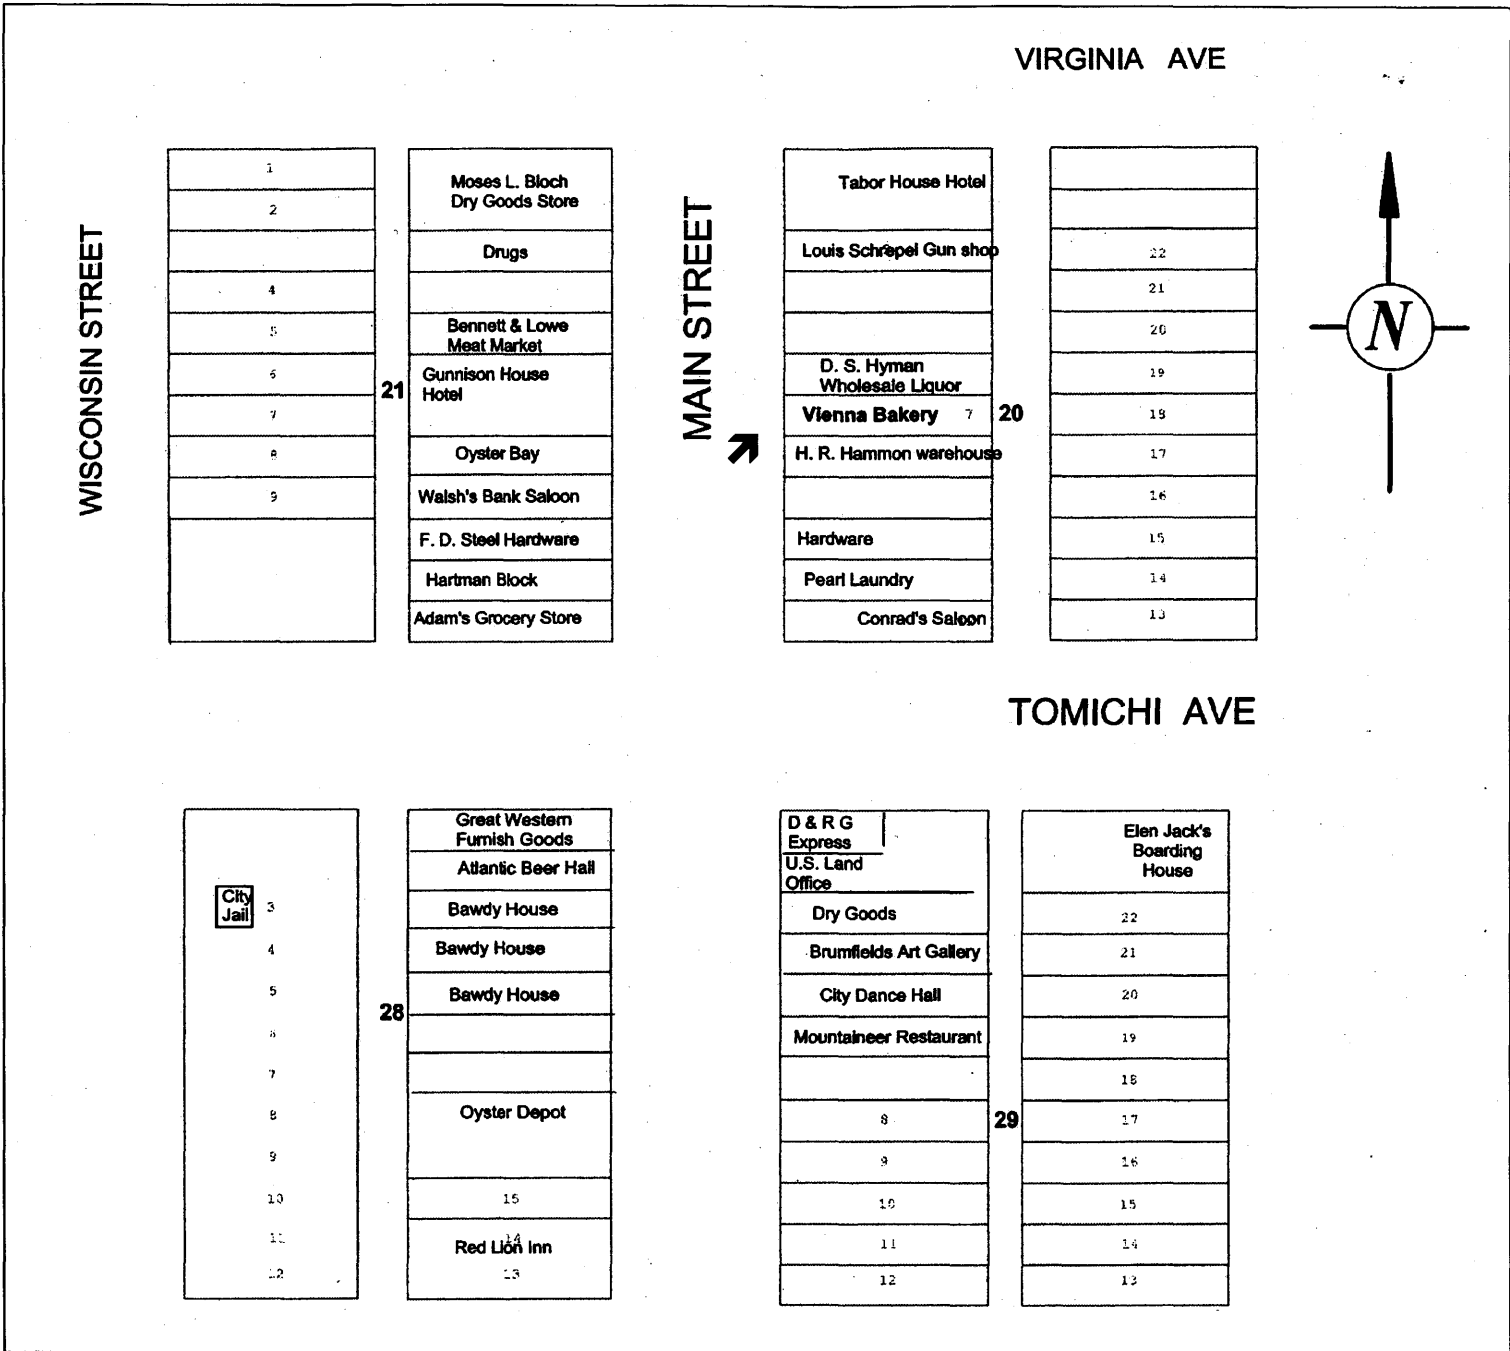 VIRGINIA AVE
WISCONSIN STREET
1
2
4
5
6
7
8
9
21
Moses L. Bloch
Dry Goods Store
Drugs
Bennett & Lowe
Meat Market
Gunnison House
Hotel
Oyster Bay
Walsh's Bank Saloon
F. D. Steel Hardware
Hartman Block
Adam's Grocery Store
MAIN STREET
Tabor House Hotel
Louis Schrepel Gun shop
D. S. Hyman
Wholesale Liquor
Vienna Bakery 7
H. R. Hammon warehouse
Hardware
Pearl Laundry
Conrad's Saloon
20
22
21
20
19
18
17
16
15
14
13
N
TOMICHI AVE
City
Jail
3
4
5
6
7
8
9
10
11
12
28
Great Western
Furnish Goods
Atlantic Beer Hall
Bawdy House
Bawdy House
Bawdy House
Oyster Depot
15
14
Red Lion Inn
13
D & R G
Express
U.S. Land
Office
Dry Goods
Brumfields Art Gallery
City Dance Hall
Mountaineer Restaurant
8
9
10
11
12
29
Elen Jack's
Boarding
House
22
21
20
19
18
17
16
15
14
13